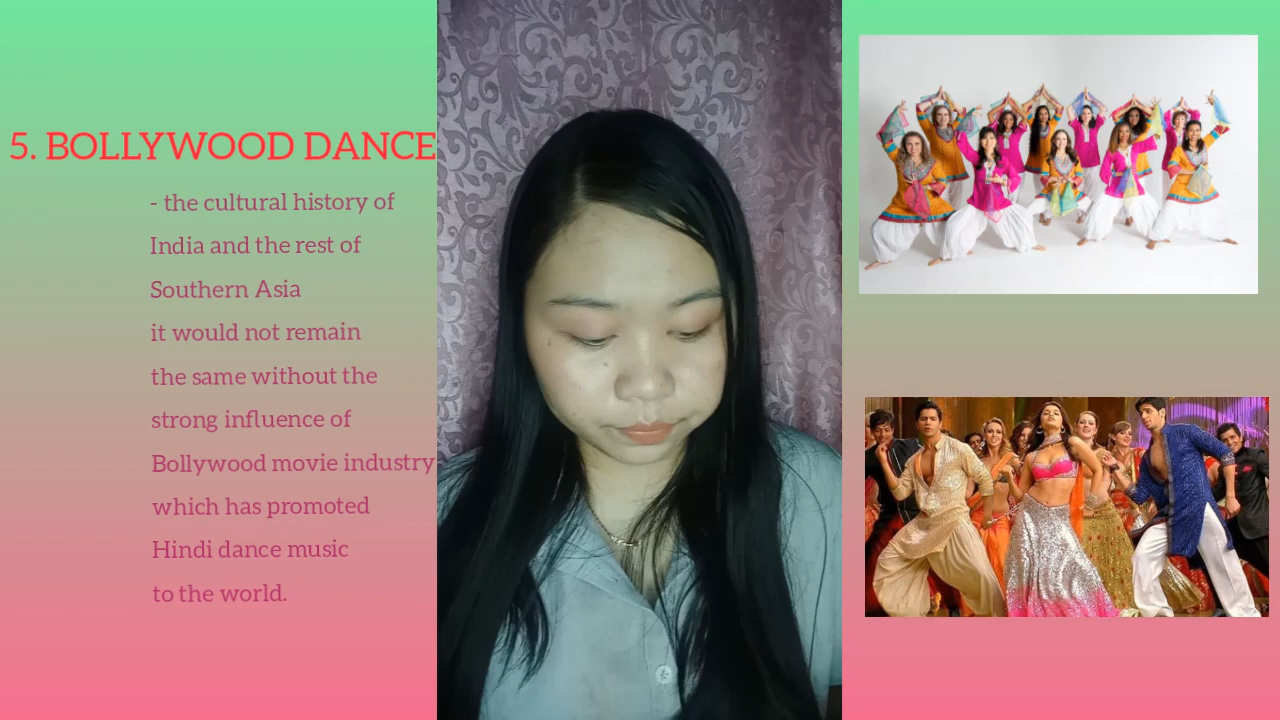 5. BOLLYWOOD DANCE
- the cultural history of
India and the rest of
Southern Asia
it would not remain
the same without the
strong influence of
Bollywood movie industry
which has promoted
Hindi dance music
to the world.